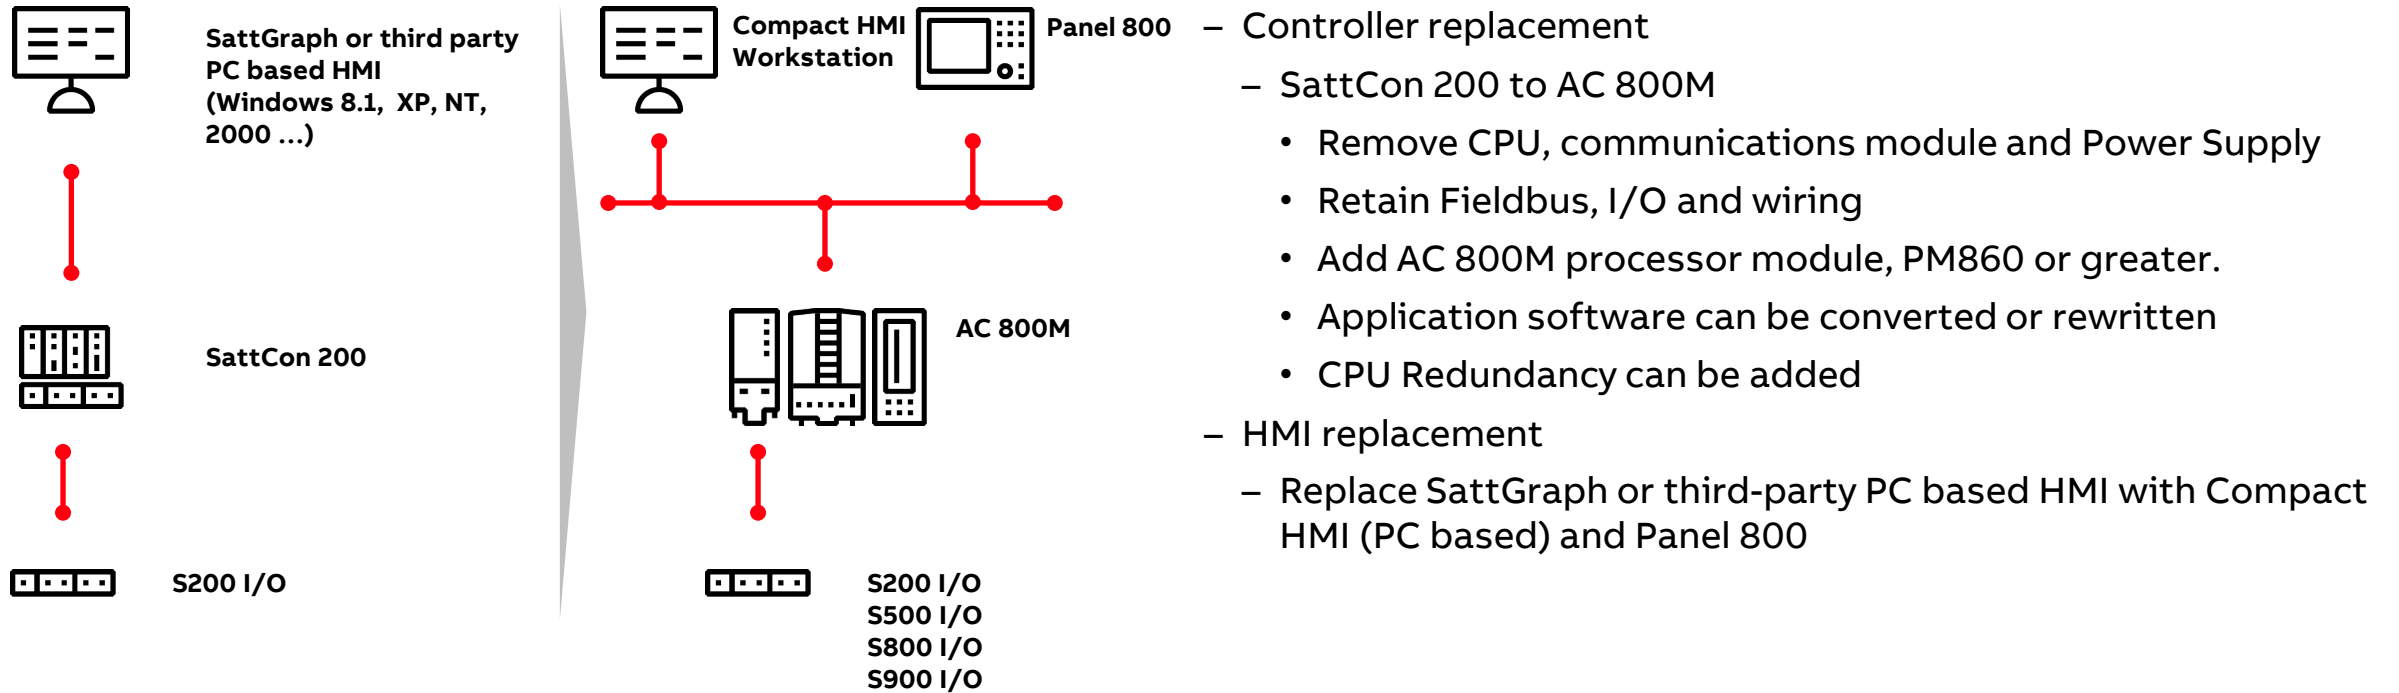 SattGraph or third party
PC based HMI
(Windows 8.1, XP, NT,
2000 ...)
SattCon 200
S200 I/O
Compact HMI
Workstation
Panel 800
AC 800M
S200 I/O
S500 I/O
S800 I/O
S900 I/O
– Controller replacement
– SattCon 200 to AC 800M
• Remove CPU, communications module and Power Supply
• Retain Fieldbus, I/O and wiring
• Add AC 800M processor module, PM860 or greater.
• Application software can be converted or rewritten
• CPU Redundancy can be added
– HMI replacement
– Replace SattGraph or third-party PC based HMI with Compact
HMI (PC based) and Panel 800